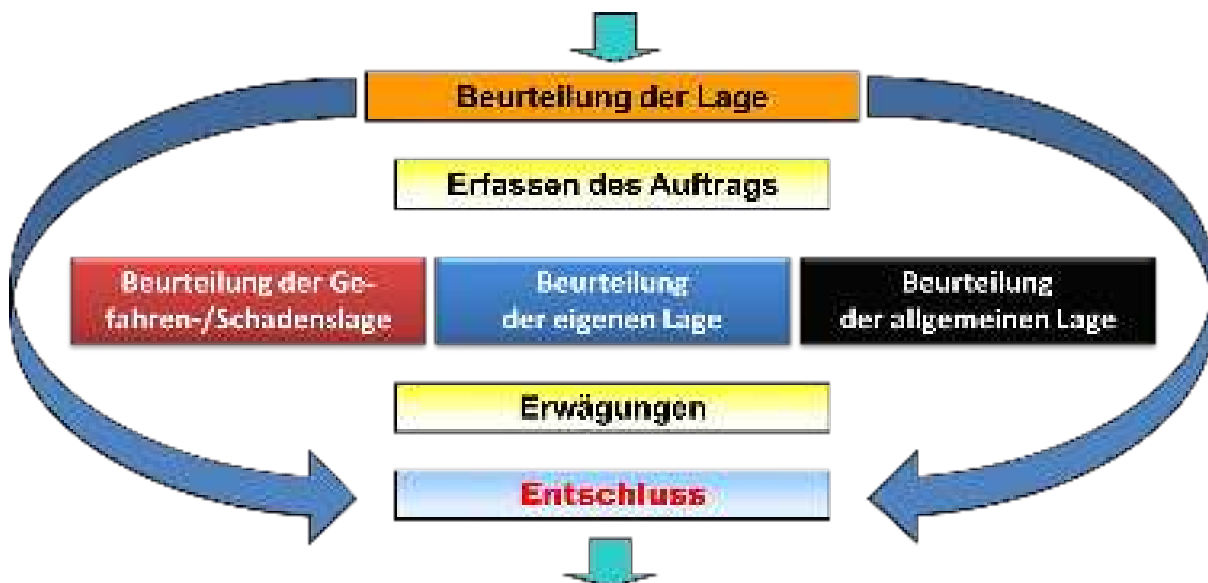 Beurteilung der Lage
Erfassen des Auftrags
Beurteilung der Ge-
fahren-/Schadenslage
Beurteilung
der eigenen Lage
Beurteilung
der allgemeinen Lage
Erwägungen
Entschluss